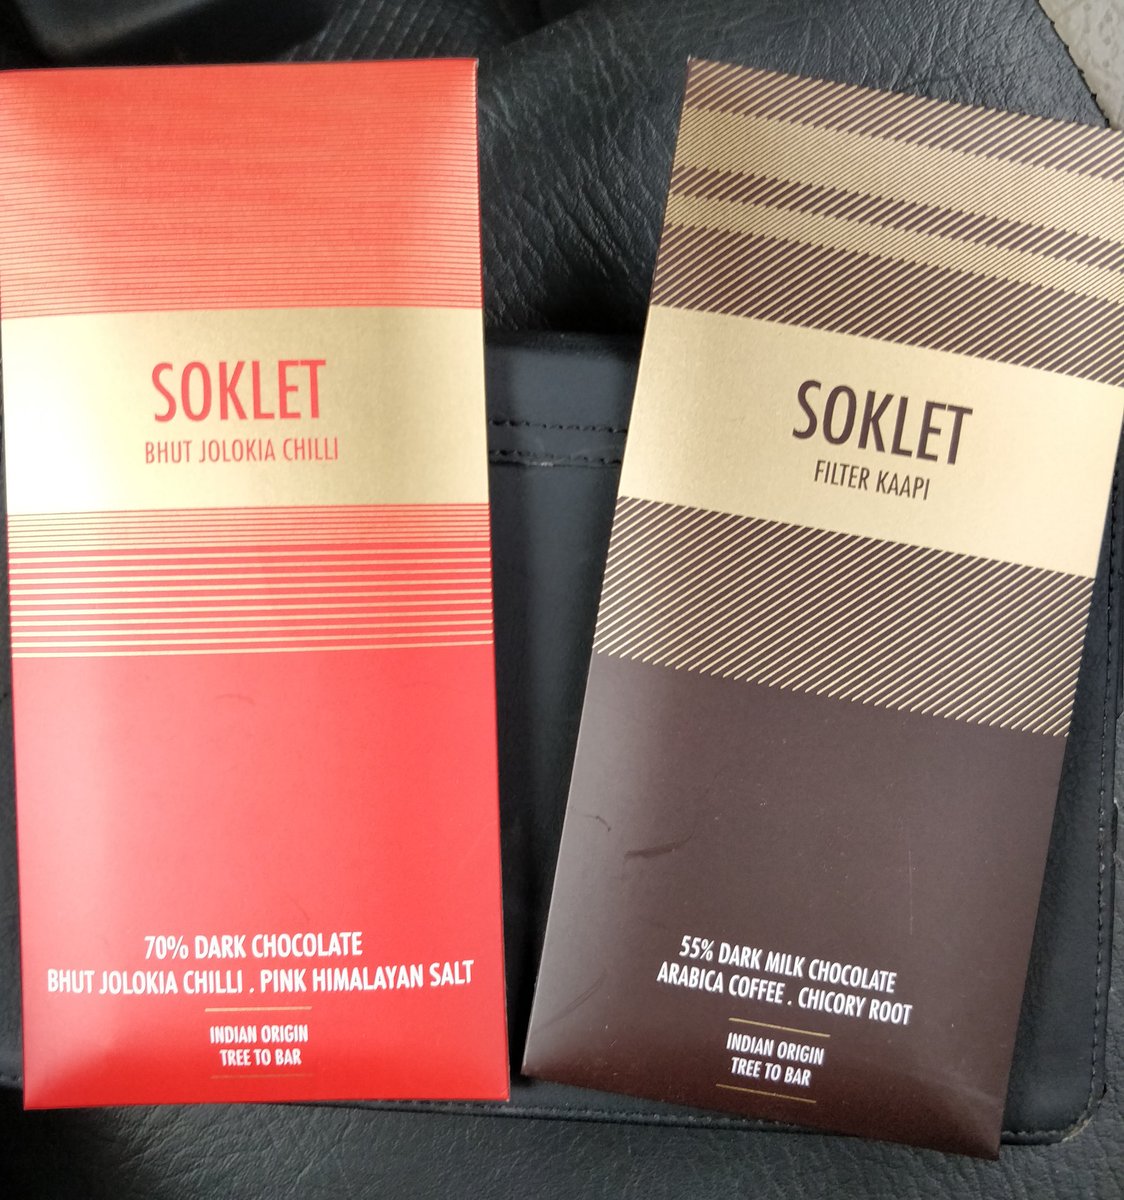 SOKLET
BHUT JOLOKIA CHILLI
70% DARK CHOCOLATE
BHUT JOLOKIA CHILLI . PINK HIMALAYAN SALT
INDIAN ORIGIN
TREE TO BAR
SOKLET
FILTER KAAPI
55% DARK MILK CHOCOLATE
ARABICA COFFEE . CHICORY ROOT
INDIAN ORIGIN
TREE TO BAR